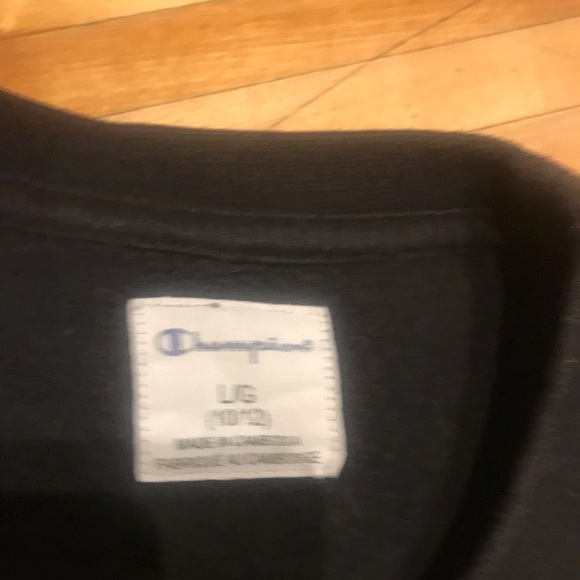 Champion
L/G
(10*12)
MADE IN CAMBODIA
FABRIQUÉ AU CAMBODGE